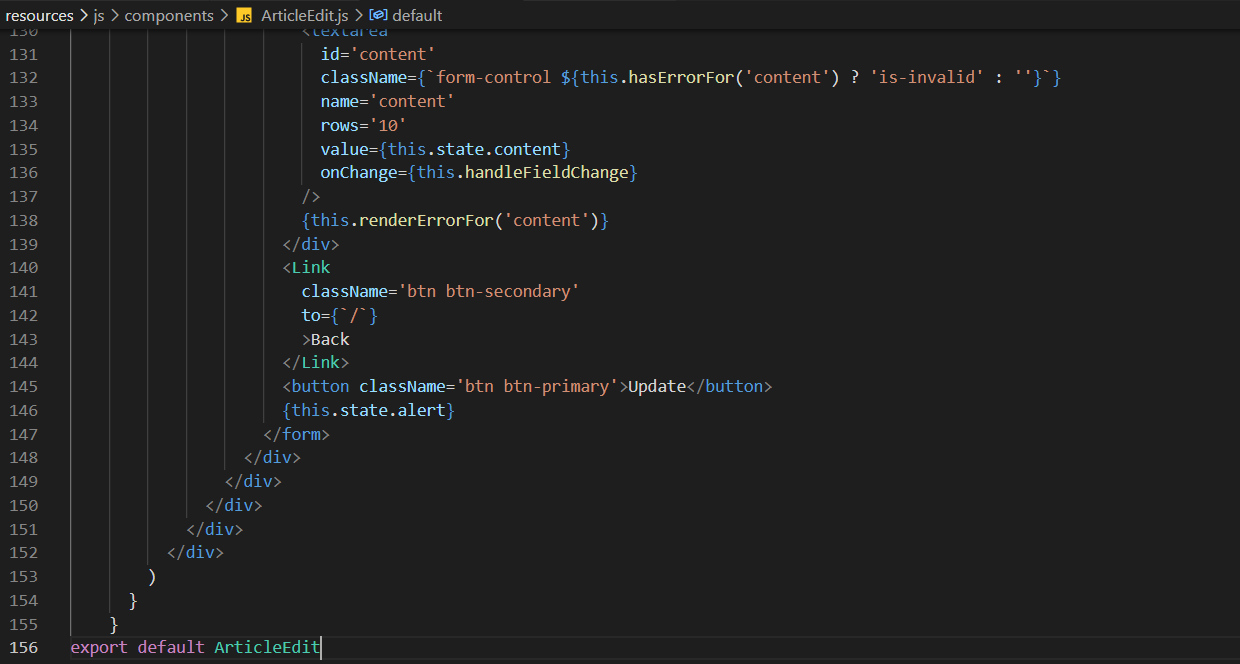 resources > js > components > JS ArticleEdit.js > default
130 <textarea
131 id='content'
132 className={`form-control ${this.hasErrorFor('content') ? 'is-invalid' : ''}`}
133 name='content'
134 rows='10'
135 value={this.state.content}
136 onChange={this.handleFieldChange}
137 />
138 {this.renderErrorFor('content')}
139 </div>
140 <Link
141 className='btn btn-secondary'
142 to={`/`}
143 >Back
144 </Link>
145 <button className='btn btn-primary'>Update</button>
146 {this.state.alert}
147 </form>
148 </div>
149 </div>
150 </div>
151 </div>
152 </div>
153 )
154 }
155 }
156 export default ArticleEdit